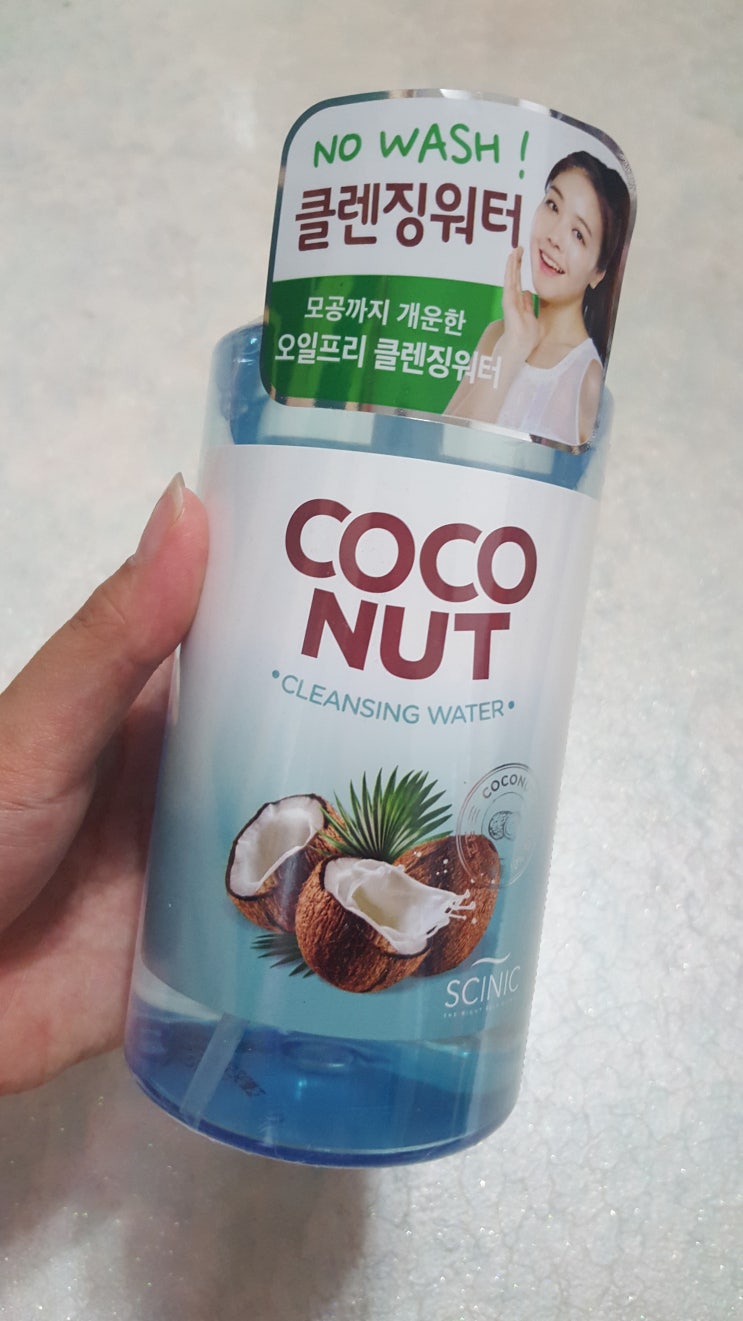 NO WASH!
클렌징워터
모공까지 개운한
오일프리 클렌징워터
COCO
NUT
•CLEANSING WATER•
SCINIC